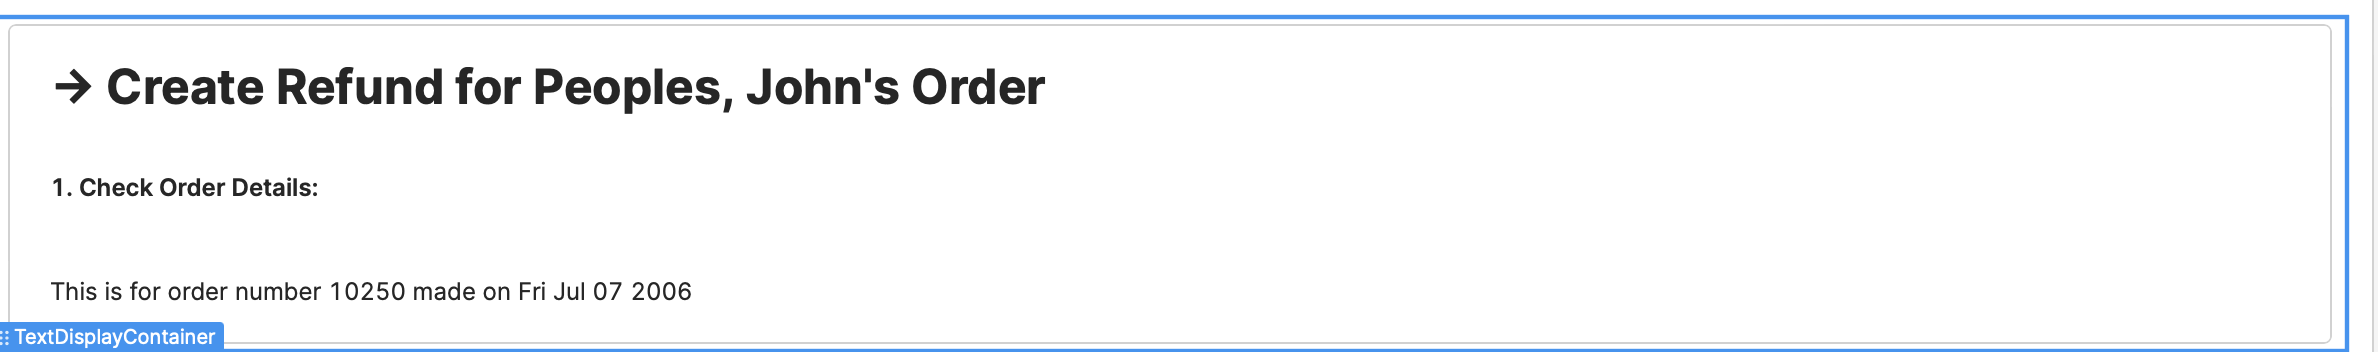 → Create Refund for Peoples, John's Order
1. Check Order Details:
This is for order number 10250 made on Fri Jul 07 2006
TextDisplayContainer